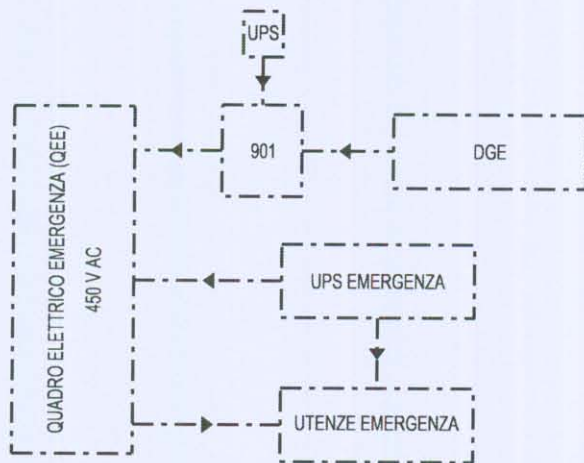 UPS
901
DGE
QUADRO ELETTRICO EMERGENZA (QEE)
450 V AC
UPS EMERGENZA
UTENZE EMERGENZA